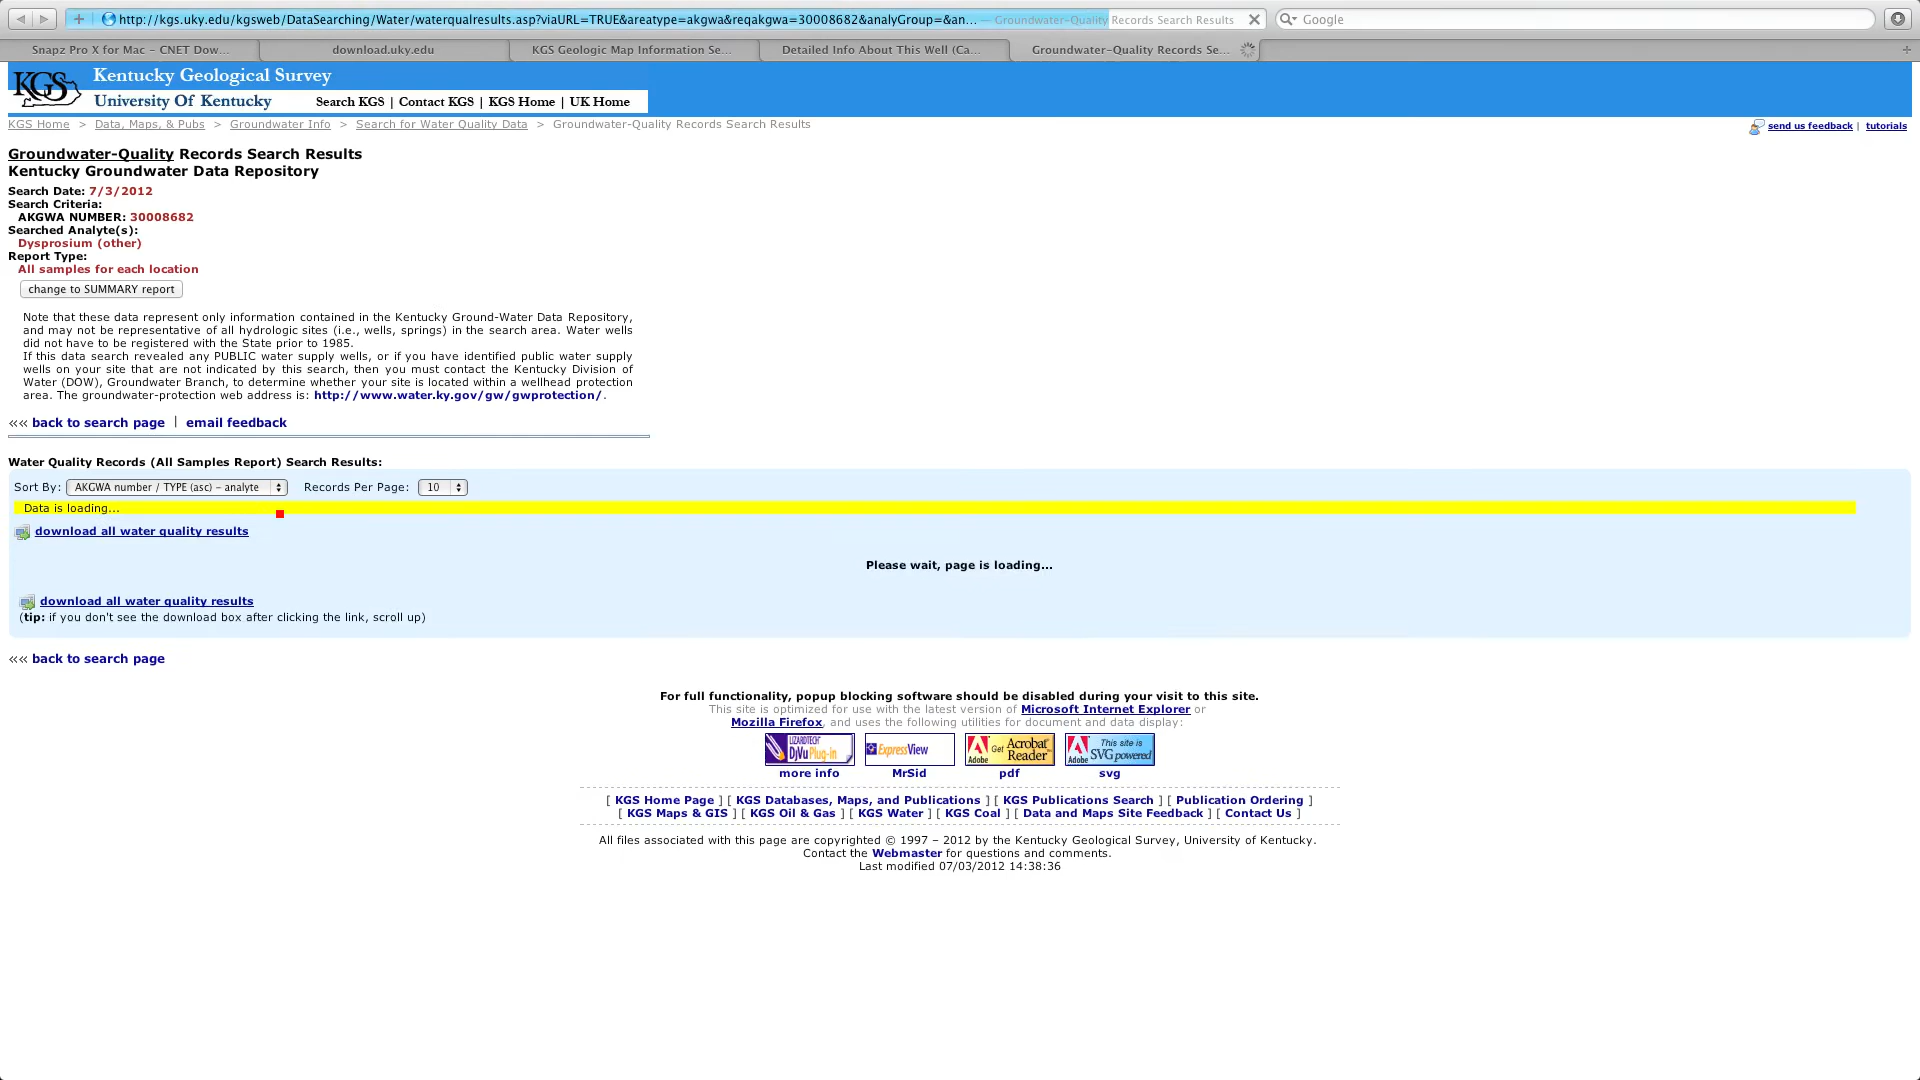 http://kgs.uky.edu/kgsweb/DataSearching/Water/waterqualresults.asp?viaURL=TRUE&areatype=akgwa&reqakgwa=30008682&analyGroup=&an... — Groundwater-Quality Records Search Results
Google
Snapz Pro X for Mac - CNET Dow...
download.uky.edu
KGS Geologic Map Information Se...
Detailed Info About This Well (Ca...
Groundwater-Quality Records Se...
KGS
Kentucky Geological Survey
University Of Kentucky
Search KGS | Contact KGS | KGS Home | UK Home
KGS Home > Data, Maps, & Pubs > Groundwater Info > Search for Water Quality Data > Groundwater-Quality Records Search Results
send us feedback | tutorials
Groundwater-Quality Records Search Results
Kentucky Groundwater Data Repository
Search Date: 7/3/2012
Search Criteria:
AKGWA NUMBER: 30008682
Searched Analyte(s):
Dysprosium (other)
Report Type:
All samples for each location
change to SUMMARY report
Note that these data represent only information contained in the Kentucky Ground-Water Data Repository,
and may not be representative of all hydrologic sites (i.e., wells, springs) in the search area. Water wells
did not have to be registered with the State prior to 1985.
If this data search revealed any PUBLIC water supply wells, or if you have identified public water supply
wells on your site that are not indicated by this search, then you must contact the Kentucky Division of
Water (DOW), Groundwater Branch, to determine whether your site is located within a wellhead protection
area. The groundwater-protection web address is: http://www.water.ky.gov/gw/gwprotection/.
«« back to search page | email feedback
Water Quality Records (All Samples Report) Search Results:
Sort By: AKGWA number / TYPE (asc) - analyte Records Per Page: 10
Data is loading...
download all water quality results
Please wait, page is loading...
download all water quality results
(tip: if you don't see the download box after clicking the link, scroll up)
«« back to search page
For full functionality, popup blocking software should be disabled during your visit to this site.
This site is optimized for use with the latest version of Microsoft Internet Explorer or
Mozilla Firefox, and uses the following utilities for document and data display:
LIZARDTECH DjVu Plug-in
ExpressView
Adobe Get Acrobat Reader
Adobe This site is SVG powered
more info
MrSid
pdf
svg
[ KGS Home Page ] [ KGS Databases, Maps, and Publications ] [ KGS Publications Search ] [ Publication Ordering ]
[ KGS Maps & GIS ] [ KGS Oil & Gas ] [ KGS Water ] [ KGS Coal ] [ Data and Maps Site Feedback ] [ Contact Us ]
All files associated with this page are copyrighted © 1997 - 2012 by the Kentucky Geological Survey, University of Kentucky.
Contact the Webmaster for questions and comments.
Last modified 07/03/2012 14:38:36